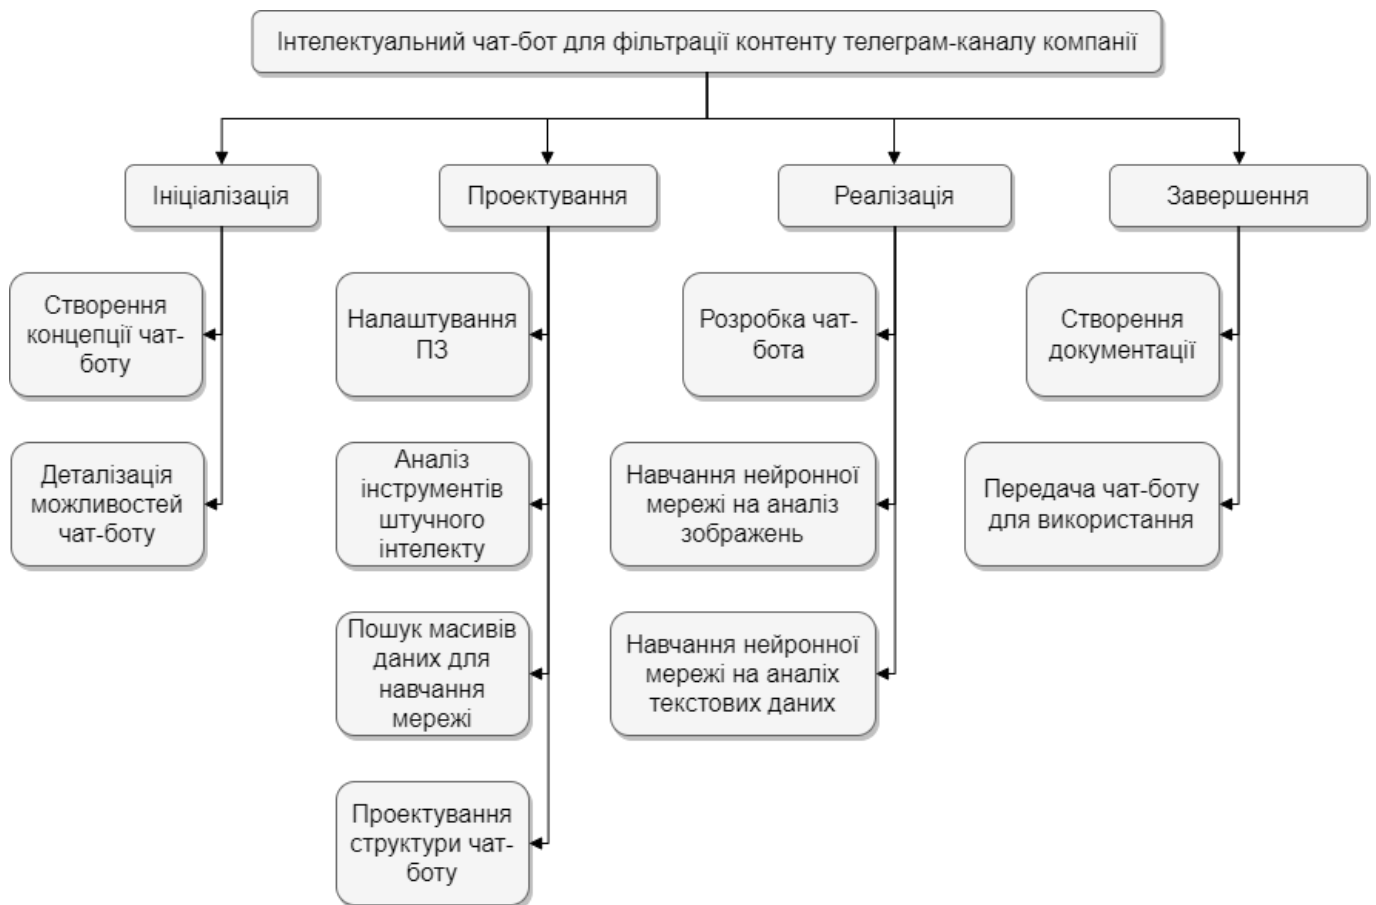 Інтелектуальний чат-бот для фільтрації контенту телеграм-каналу компанії
Ініціалізація
Проектування
Реалізація
Завершення
Створення
концепції чат-
боту
Налаштування
ПЗ
Розробка чат-
бота
Створення
документації
Деталізація
можливостей
чат-боту
Аналіз
інструментів
штучного
інтелекту
Навчання нейронної
мережі на аналіз
зображень
Передача чат-боту
для використання
Пошук масивів
даних для
навчання
мережі
Навчання нейронної
мережі на аналіх
текстових даних
Проектування
структури чат-
боту